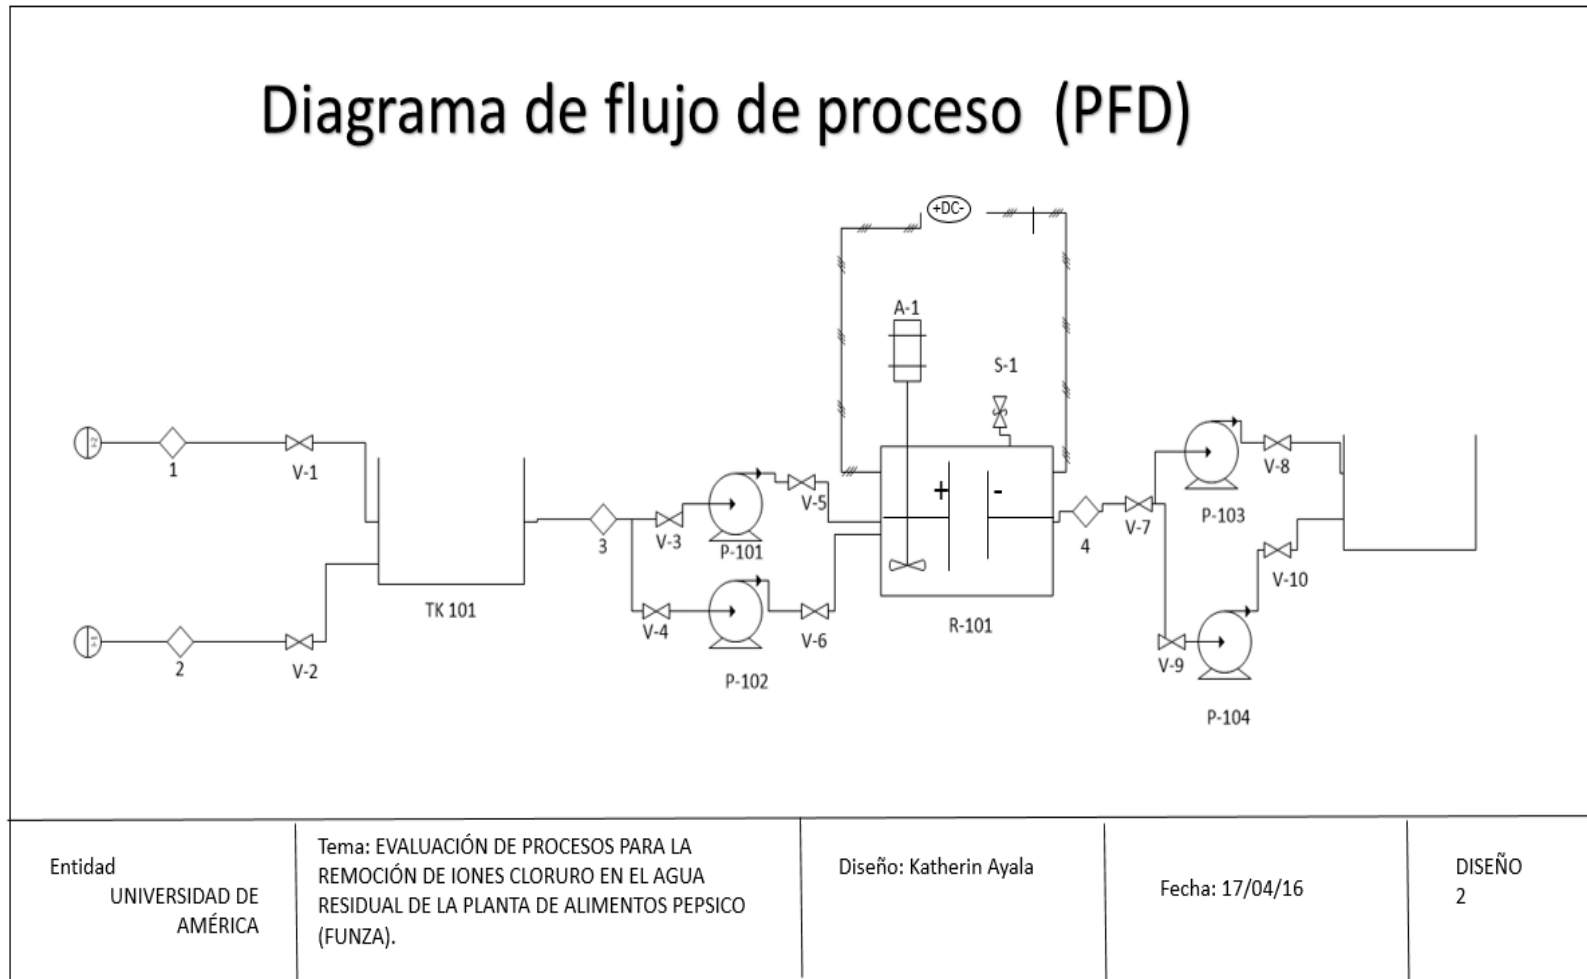 Diagrama de flujo de proceso (PFD)
+DC-
A-1
S-1
1
V-1
V-5
+
-
V-8
I-2
3
V-3
P-101
4
V-7
P-103
TK 101
V-10
V-4
V-6
R-101
2
V-2
V-9
P-102
P-104
Entidad
UNIVERSIDAD DE
AMÉRICA
Tema: EVALUACIÓN DE PROCESOS PARA LA
REMOCIÓN DE IONES CLORURO EN EL AGUA
RESIDUAL DE LA PLANTA DE ALIMENTOS PEPSICO
(FUNZA).
Diseño: Katherin Ayala
Fecha: 17/04/16
DISEÑO
2